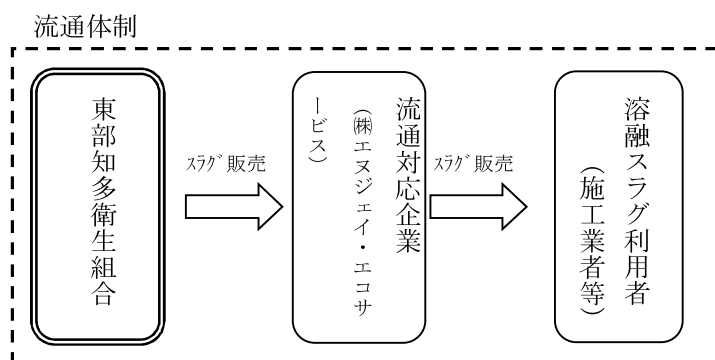 流通体制
東部知多衛生組合
ｽﾗｸﾞ販売
流通対応企業
（㈱エヌジェイ・エコサ
ービス）
ｽﾗｸﾞ販売
溶融スラグ利用者
（施工業者等）